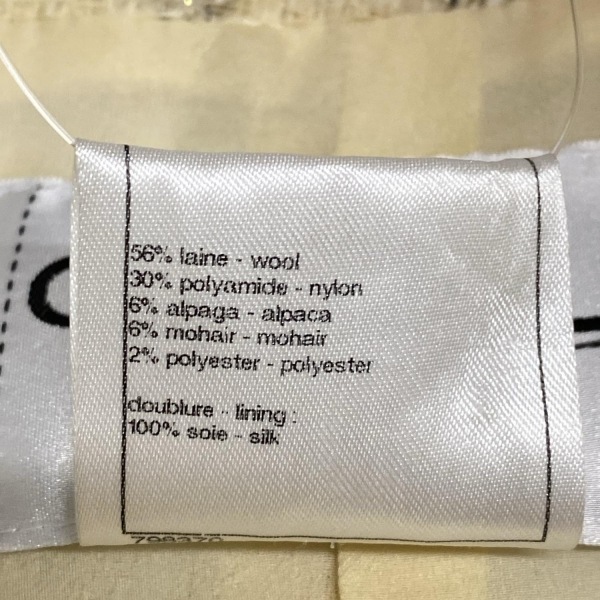 56% laine - wool
30% polyamide - nylon
6% alpaga - alpaca
6% mohair - mohair
2% polyester - polyester
doublure - lining :
100% soie - silk